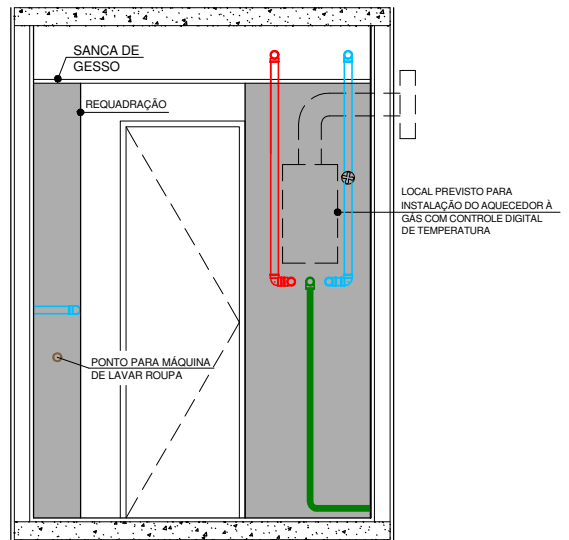 SANCA DE
GESSO
REQUADRAÇÃO
LOCAL PREVISTO PARA
INSTALAÇÃO DO AQUECEDOR À
GÁS COM CONTROLE DIGITAL
DE TEMPERATURA
PONTO PARA MÁQUINA
DE LAVAR ROUPA